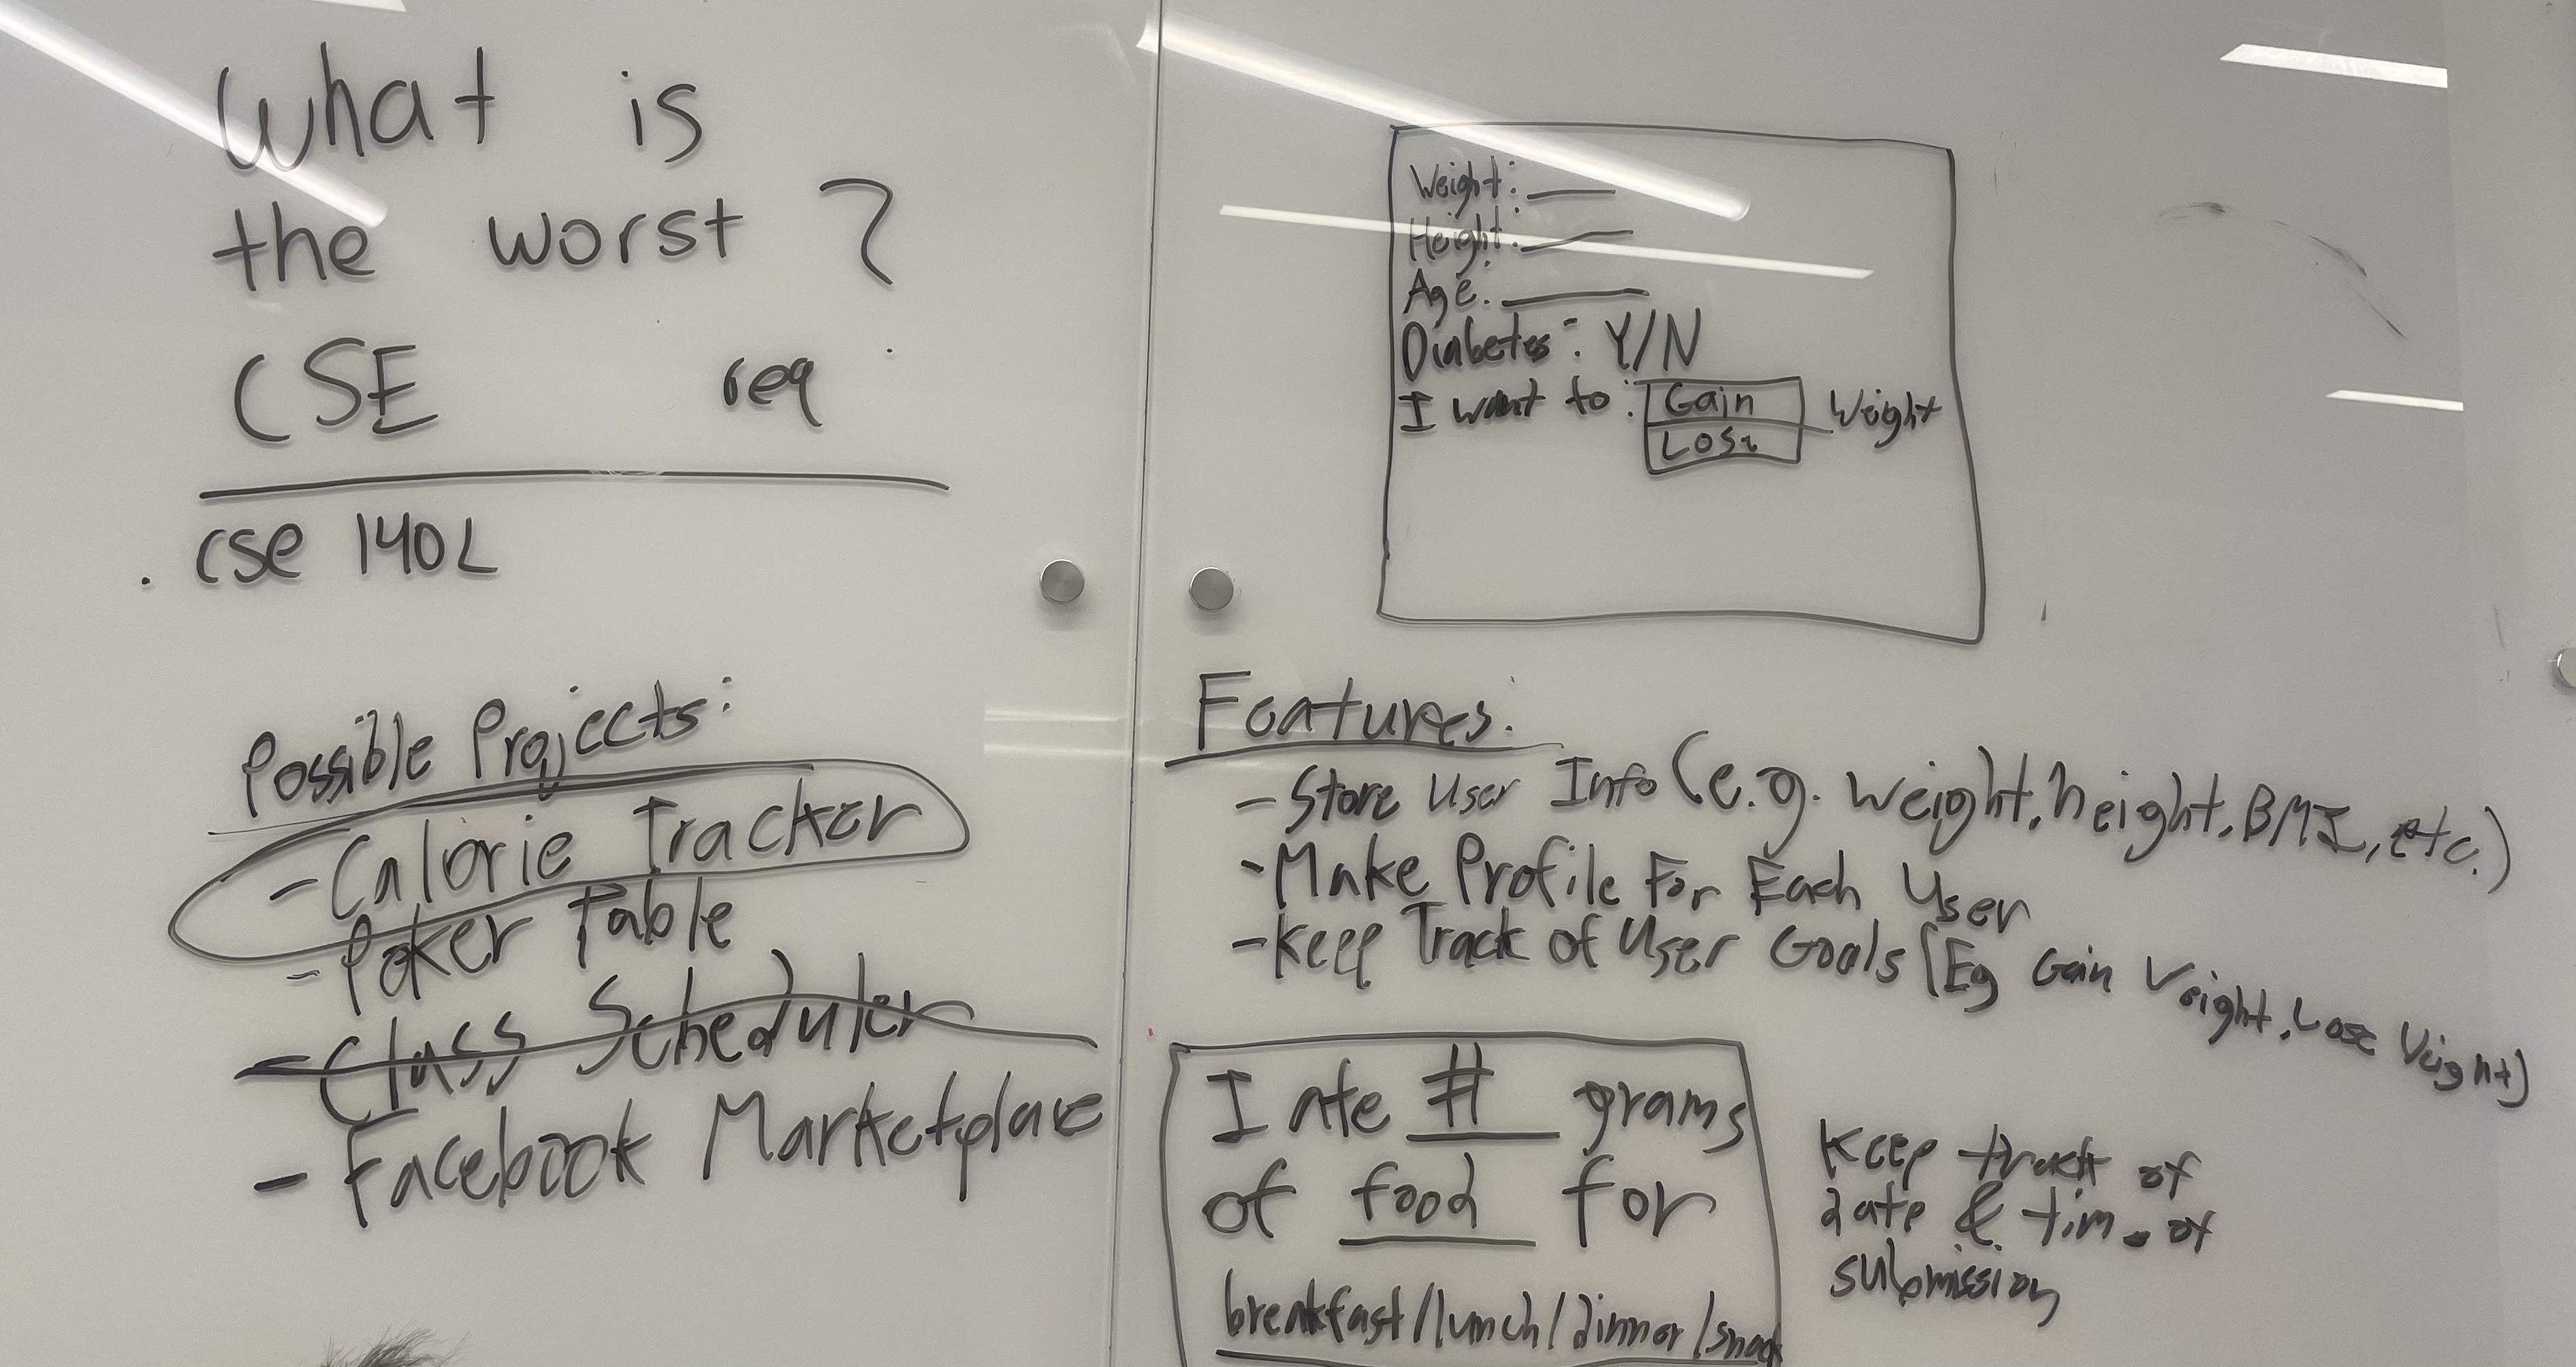 What is
the worst ?
CSE req
cse 140L
Possible Projects:
- Calorie Tracker
- Poker Table
- Class Scheduler
- Facebook Marketplace
Weight: ___
Height: ___
Age: ___
Diabetes: Y/N
I want to: Gain Weight
Lose
Features:
- Store User Info (e.g. weight, height, BMI, etc.)
- Make Profile For Each User
- Keep Track of User Goals (Eg Gain Weight, Lose Weight)
I ate # grams
of food for
breakfast/lunch/dinner/snack
Keep track of
date & time of
submission